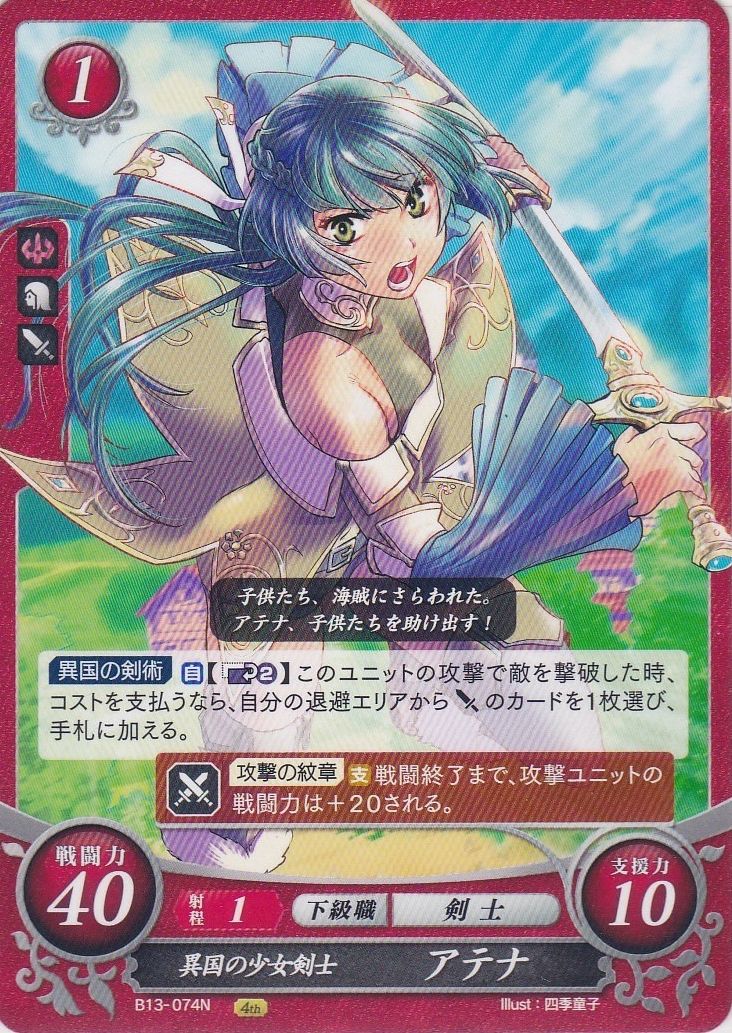 1
子供たち、海賊にさらわれた。
アテナ、子供たちを助け出す!
異国の剣術 自【2】このユニットの攻撃で敵を撃破した時、
コストを支払うなら、自分の退避エリアからのカードを1枚選び、
手札に加える。
攻撃の紋章 支 戦闘終了まで、攻撃ユニットの
戦闘力は+20される。
戦闘力
40
射程 1
下級職 剣士
支援力
10
異国の少女剣士 アテナ
B13-074N 4th Illust:四季童子